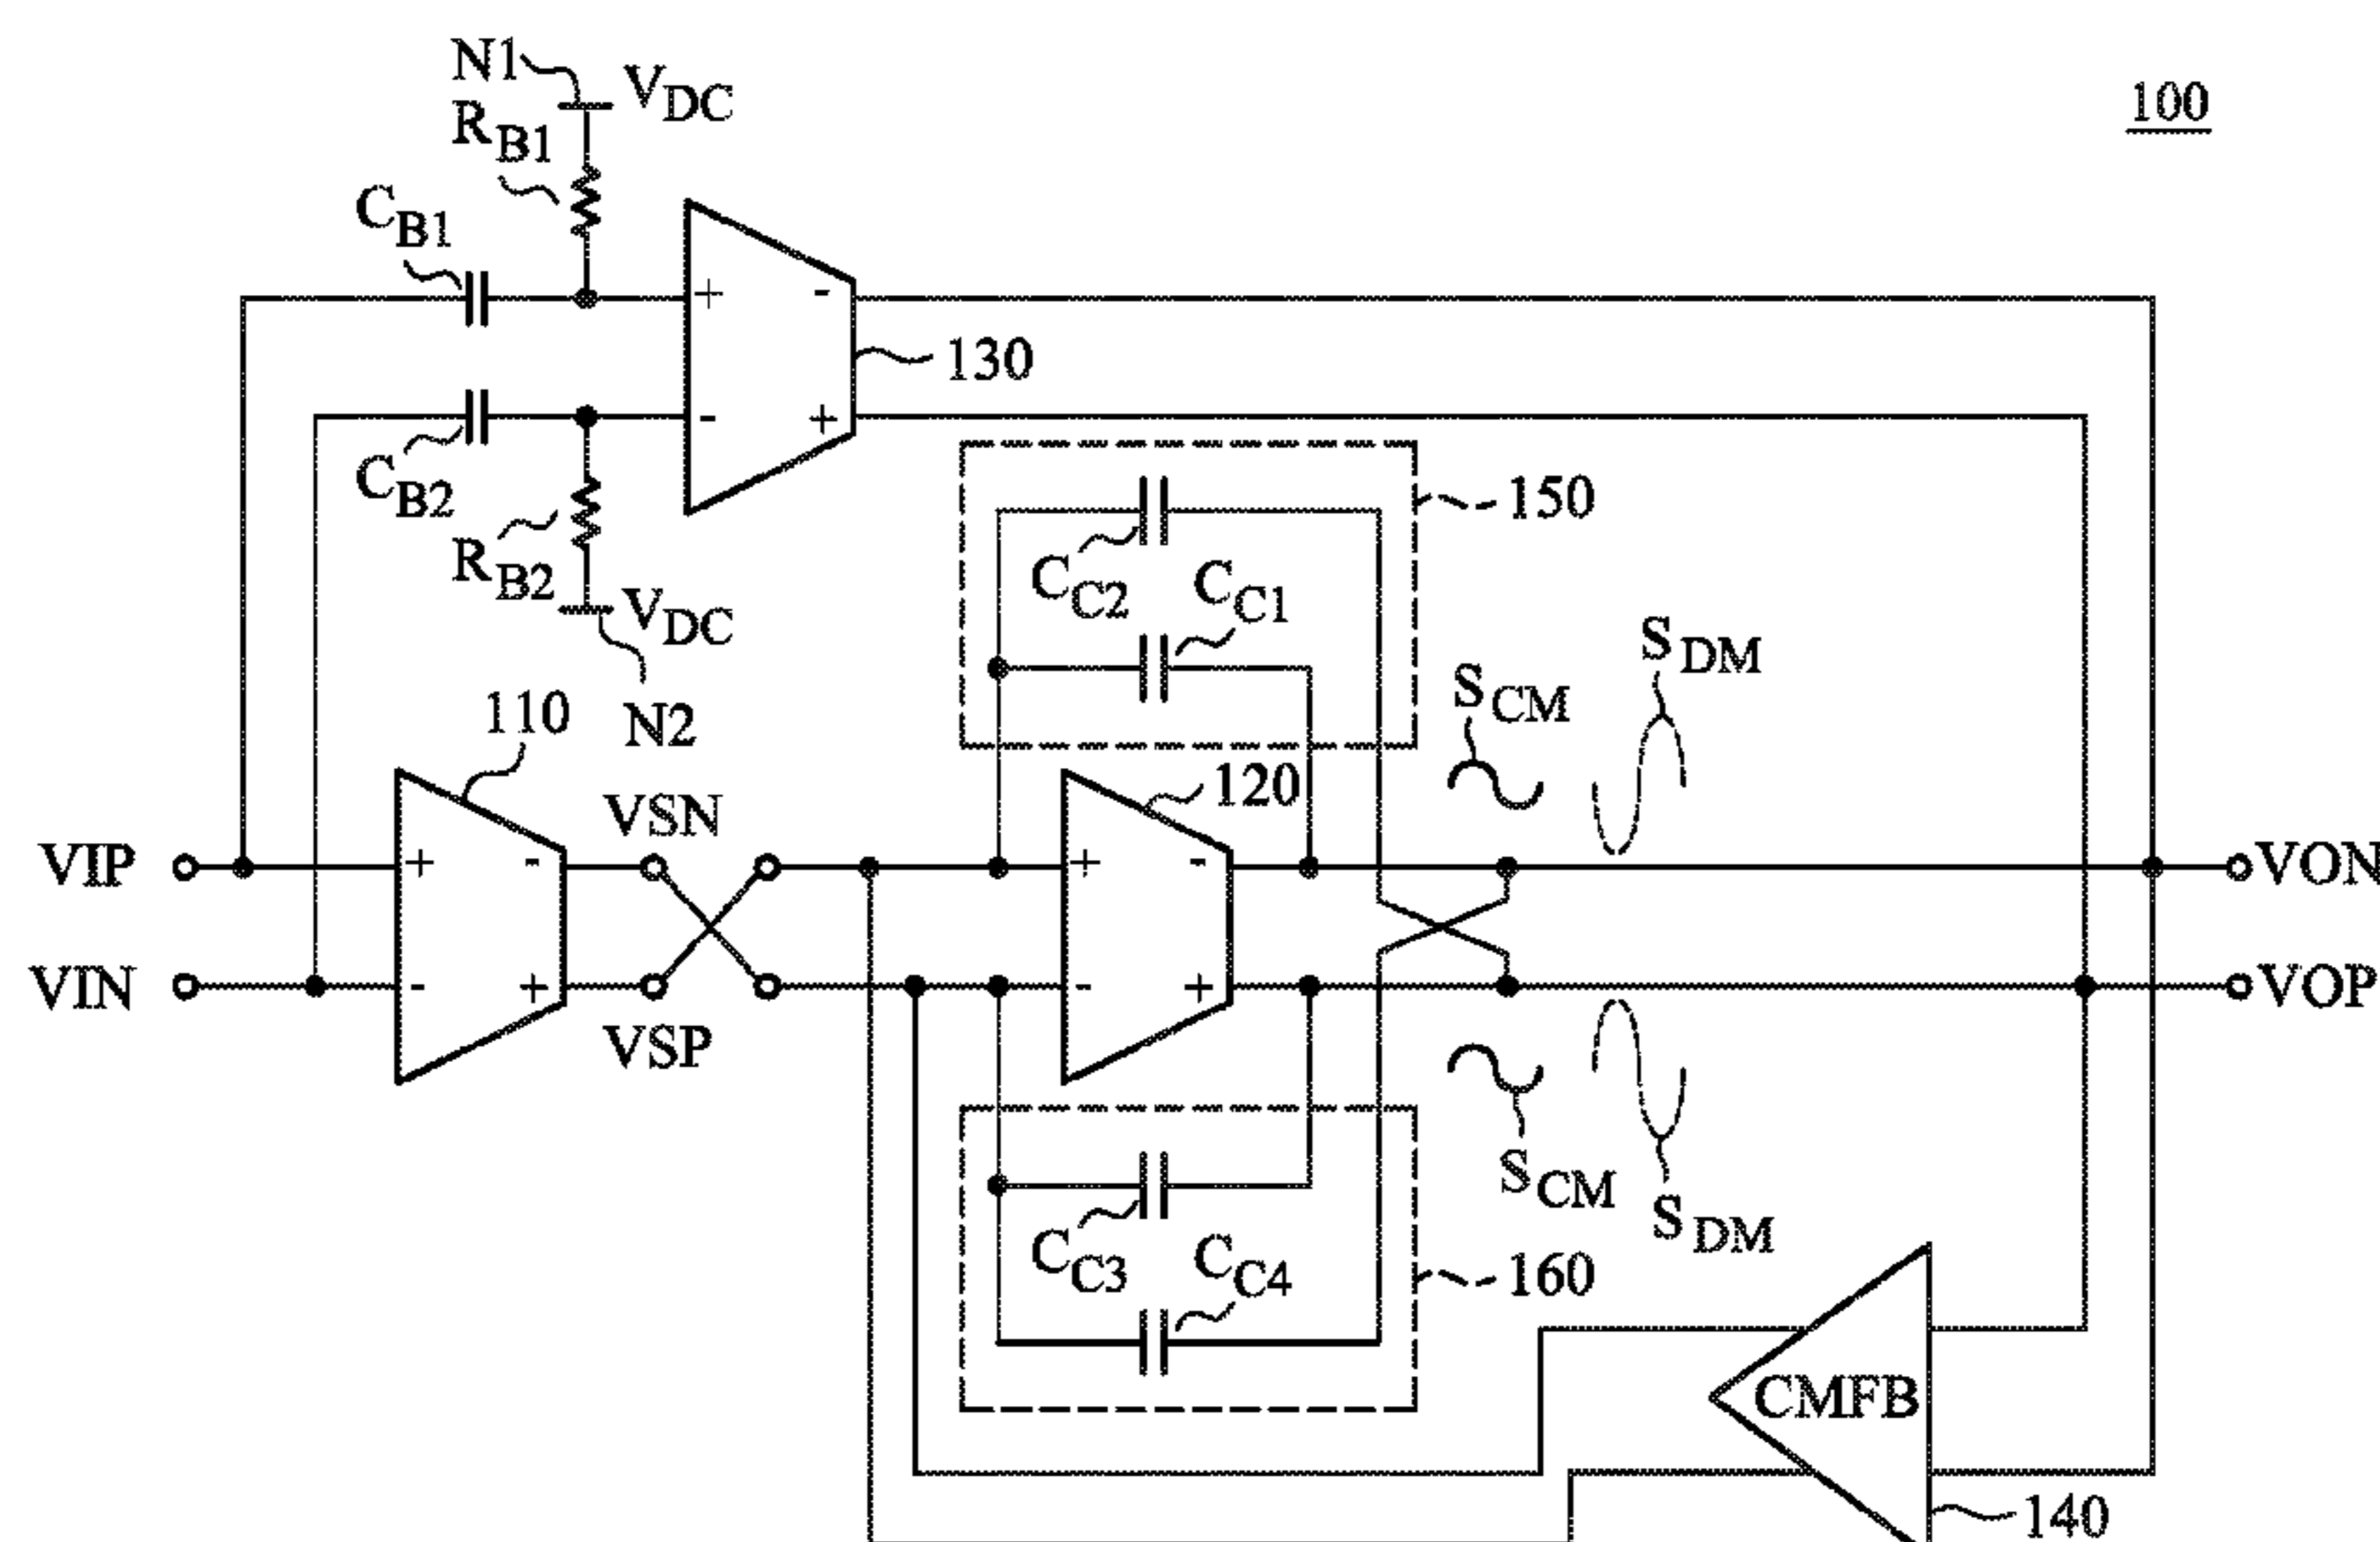 N1
VDC
100
RB1
CB1
+
-
130
-
+
CB2
150
RB2
CC2
CC1
VDC
SDM
SCM
N2
110
120
VSN
VIP
+
-
+
-
VON
VIN
-
+
-
+
VOP
VSP
SCM
SDM
CC3
CC4
160
CMFB
140